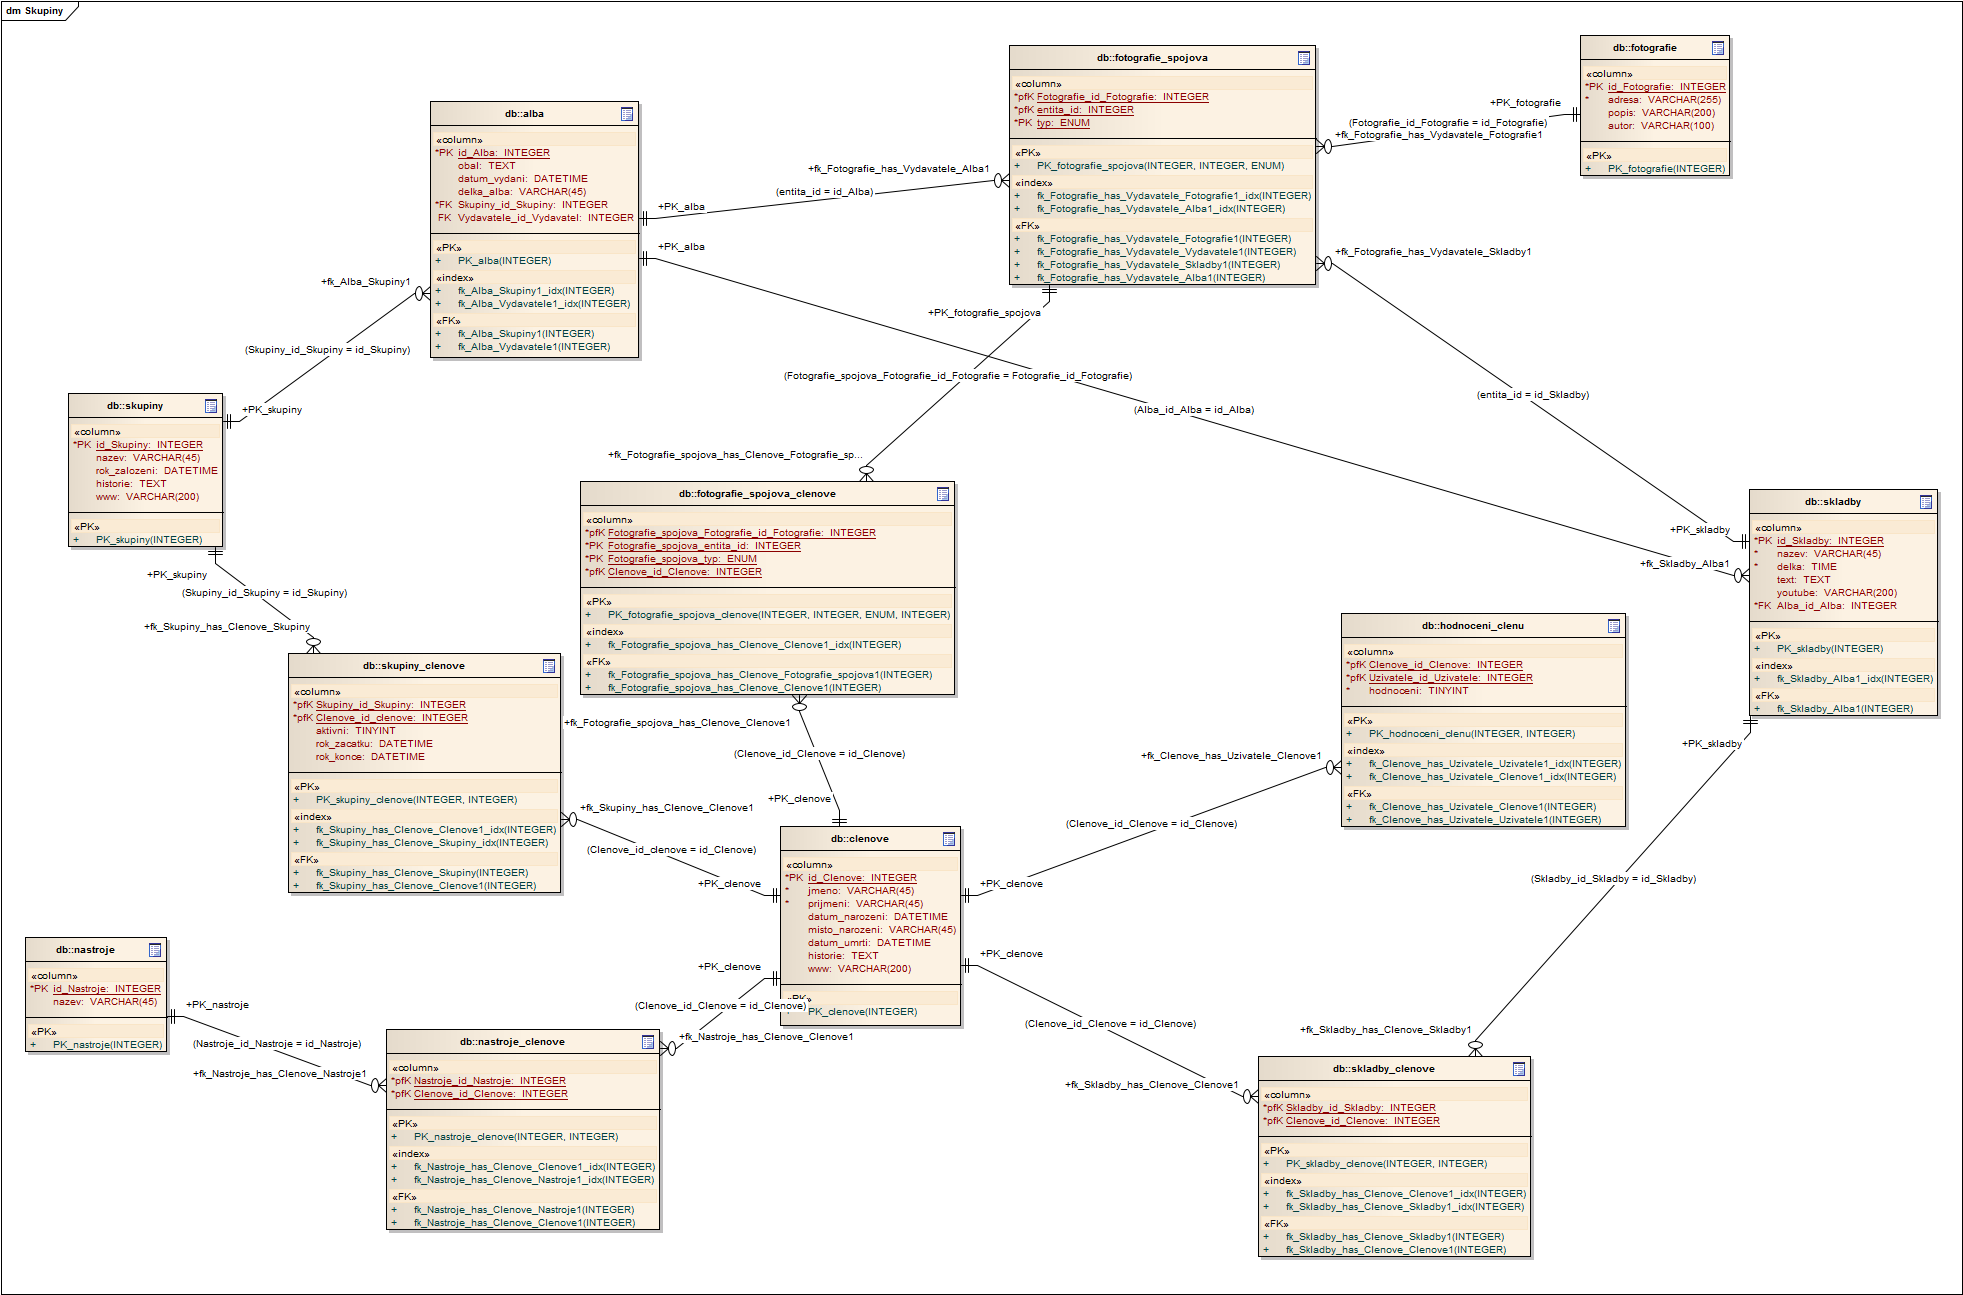 dm Skupiny
db::fotografie_spojova
«column»
*pfK Fotografie_id_Fotografie: INTEGER
*pfK entita_id: INTEGER
*PK typ: ENUM
«PK»
+ PK_fotografie_spojova(INTEGER, INTEGER, ENUM)
«index»
+ fk_Fotografie_has_Vydavatele_Fotografie1_idx(INTEGER)
+ fk_Fotografie_has_Vydavatele_Alba1_idx(INTEGER)
«FK»
+ fk_Fotografie_has_Vydavatele_Fotografie1(INTEGER)
+ fk_Fotografie_has_Vydavatele_Vydavatele1(INTEGER)
+ fk_Fotografie_has_Vydavatele_Skladby1(INTEGER)
+ fk_Fotografie_has_Vydavatele_Alba1(INTEGER)
db::fotografie
«column»
*PK id_Fotografie: INTEGER
* adresa: VARCHAR(255)
popis: VARCHAR(200)
autor: VARCHAR(100)
«PK»
+ PK_fotografie(INTEGER)
+PK_fotografie
(Fotografie_id_Fotografie = id_Fotografie)
+fk_Fotografie_has_Vydavatele_Fotografie1
db::alba
«column»
*PK id_Alba: INTEGER
obal: TEXT
datum_vydani: DATETIME
delka_alba: VARCHAR(45)
*FK Skupiny_id_Skupiny: INTEGER
FK Vydavatele_id_Vydavatel: INTEGER
«PK»
+ PK_alba(INTEGER)
«index»
+ fk_Alba_Skupiny1_idx(INTEGER)
+ fk_Alba_Vydavatele1_idx(INTEGER)
«FK»
+ fk_Alba_Skupiny1(INTEGER)
+ fk_Alba_Vydavatele1(INTEGER)
+fk_Fotografie_has_Vydavatele_Alba1
(entita_id = id_Alba)
+PK_alba
+PK_alba
+fk_Fotografie_has_Vydavatele_Skladby1
+fk_Alba_Skupiny1
(Skupiny_id_Skupiny = id_Skupiny)
+PK_skupiny
+PK_fotografie_spojova
(Fotografie_spojova_Fotografie_id_Fotografie = Fotografie_id_Fotografie)
(Alba_id_Alba = id_Alba)
(entita_id = id_Skladby)
+fk_Fotografie_spojova_has_Clenove_Fotografie_sp...
db::skupiny
«column»
*PK id_Skupiny: INTEGER
nazev: VARCHAR(45)
rok_zalozeni: DATETIME
historie: TEXT
www: VARCHAR(200)
«PK»
+ PK_skupiny(INTEGER)
+PK_skupiny
(Skupiny_id_Skupiny = id_Skupiny)
+fk_Skupiny_has_Clenove_Skupiny
db::fotografie_spojova_clenove
«column»
*pfK Fotografie_spojova_Fotografie_id_Fotografie: INTEGER
*PK Fotografie_spojova_entita_id: INTEGER
*PK Fotografie_spojova_typ: ENUM
*pfK Clenove_id_Clenove: INTEGER
«PK»
+ PK_fotografie_spojova_clenove(INTEGER, INTEGER, ENUM, INTEGER)
«index»
+ fk_Fotografie_spojova_has_Clenove_Clenove1_idx(INTEGER)
«FK»
+ fk_Fotografie_spojova_has_Clenove_Fotografie_spojova1(INTEGER)
+ fk_Fotografie_spojova_has_Clenove_Clenove1(INTEGER)
+PK_skladby
+fk_Skladby_Alba1
db::skladby
«column»
*PK id_Skladby: INTEGER
* nazev: VARCHAR(45)
* delka: TIME
text: TEXT
youtube: VARCHAR(200)
*FK Alba_id_Alba: INTEGER
«PK»
+ PK_skladby(INTEGER)
«index»
+ fk_Skladby_Alba1_idx(INTEGER)
«FK»
+ fk_Skladby_Alba1(INTEGER)
+PK_skladby
db::hodnoceni_clenu
«column»
*pfK Clenove_id_Clenove: INTEGER
*pfK Uzivatele_id_Uzivatele: INTEGER
* hodnoceni: TINYINT
«PK»
+ PK_hodnoceni_clenu(INTEGER, INTEGER)
«index»
+ fk_Clenove_has_Uzivatele_Uzivatele1_idx(INTEGER)
+ fk_Clenove_has_Uzivatele_Clenove1_idx(INTEGER)
«FK»
+ fk_Clenove_has_Uzivatele_Clenove1(INTEGER)
+ fk_Clenove_has_Uzivatele_Uzivatele1(INTEGER)
db::skupiny_clenove
«column»
*pfK Skupiny_id_Skupiny: INTEGER
*pfK Clenove_id_clenove: INTEGER
aktivni: TINYINT
rok_zacatku: DATETIME
rok_konce: DATETIME
«PK»
+ PK_skupiny_clenove(INTEGER, INTEGER)
«index»
+ fk_Skupiny_has_Clenove_Clenove1_idx(INTEGER)
+ fk_Skupiny_has_Clenove_Skupiny_idx(INTEGER)
«FK»
+ fk_Skupiny_has_Clenove_Skupiny(INTEGER)
+ fk_Skupiny_has_Clenove_Clenove1(INTEGER)
+fk_Fotografie_spojova_has_Clenove_Clenove1
(Clenove_id_Clenove = id_Clenove)
+PK_clenove
+fk_Skupiny_has_Clenove_Clenove1
(Clenove_id_clenove = id_Clenove)
+PK_clenove
+fk_Clenove_has_Uzivatele_Clenove1
(Clenove_id_Clenove = id_Clenove)
+PK_clenove
db::clenove
«column»
*PK id_Clenove: INTEGER
* jmeno: VARCHAR(45)
* prijmeni: VARCHAR(45)
datum_narozeni: DATETIME
misto_narozeni: VARCHAR(45)
datum_umrti: DATETIME
historie: TEXT
www: VARCHAR(200)
«PK»
PK_clenove(INTEGER)
+PK_clenove
(Clenove_id_Clenove = id_Clenove)
+fk_Nastroje_has_Clenove_Clenove1
+PK_clenove
(Clenove_id_Clenove = id_Clenove)
+fk_Skladby_has_Clenove_Clenove1
(Skladby_id_Skladby = id_Skladby)
+fk_Skladby_has_Clenove_Skladby1
db::nastroje
«column»
*PK id_Nastroje: INTEGER
nazev: VARCHAR(45)
«PK»
+ PK_nastroje(INTEGER)
+PK_nastroje
(Nastroje_id_Nastroje = id_Nastroje)
+fk_Nastroje_has_Clenove_Nastroje1
db::nastroje_clenove
«column»
*pfK Nastroje_id_Nastroje: INTEGER
*pfK Clenove_id_Clenove: INTEGER
«PK»
+ PK_nastroje_clenove(INTEGER, INTEGER)
«index»
+ fk_Nastroje_has_Clenove_Clenove1_idx(INTEGER)
+ fk_Nastroje_has_Clenove_Nastroje1_idx(INTEGER)
«FK»
+ fk_Nastroje_has_Clenove_Nastroje1(INTEGER)
+ fk_Nastroje_has_Clenove_Clenove1(INTEGER)
db::skladby_clenove
«column»
*pfK Skladby_id_Skladby: INTEGER
*pfK Clenove_id_Clenove: INTEGER
«PK»
+ PK_skladby_clenove(INTEGER, INTEGER)
«index»
+ fk_Skladby_has_Clenove_Clenove1_idx(INTEGER)
+ fk_Skladby_has_Clenove_Skladby1_idx(INTEGER)
«FK»
+ fk_Skladby_has_Clenove_Skladby1(INTEGER)
+ fk_Skladby_has_Clenove_Clenove1(INTEGER)